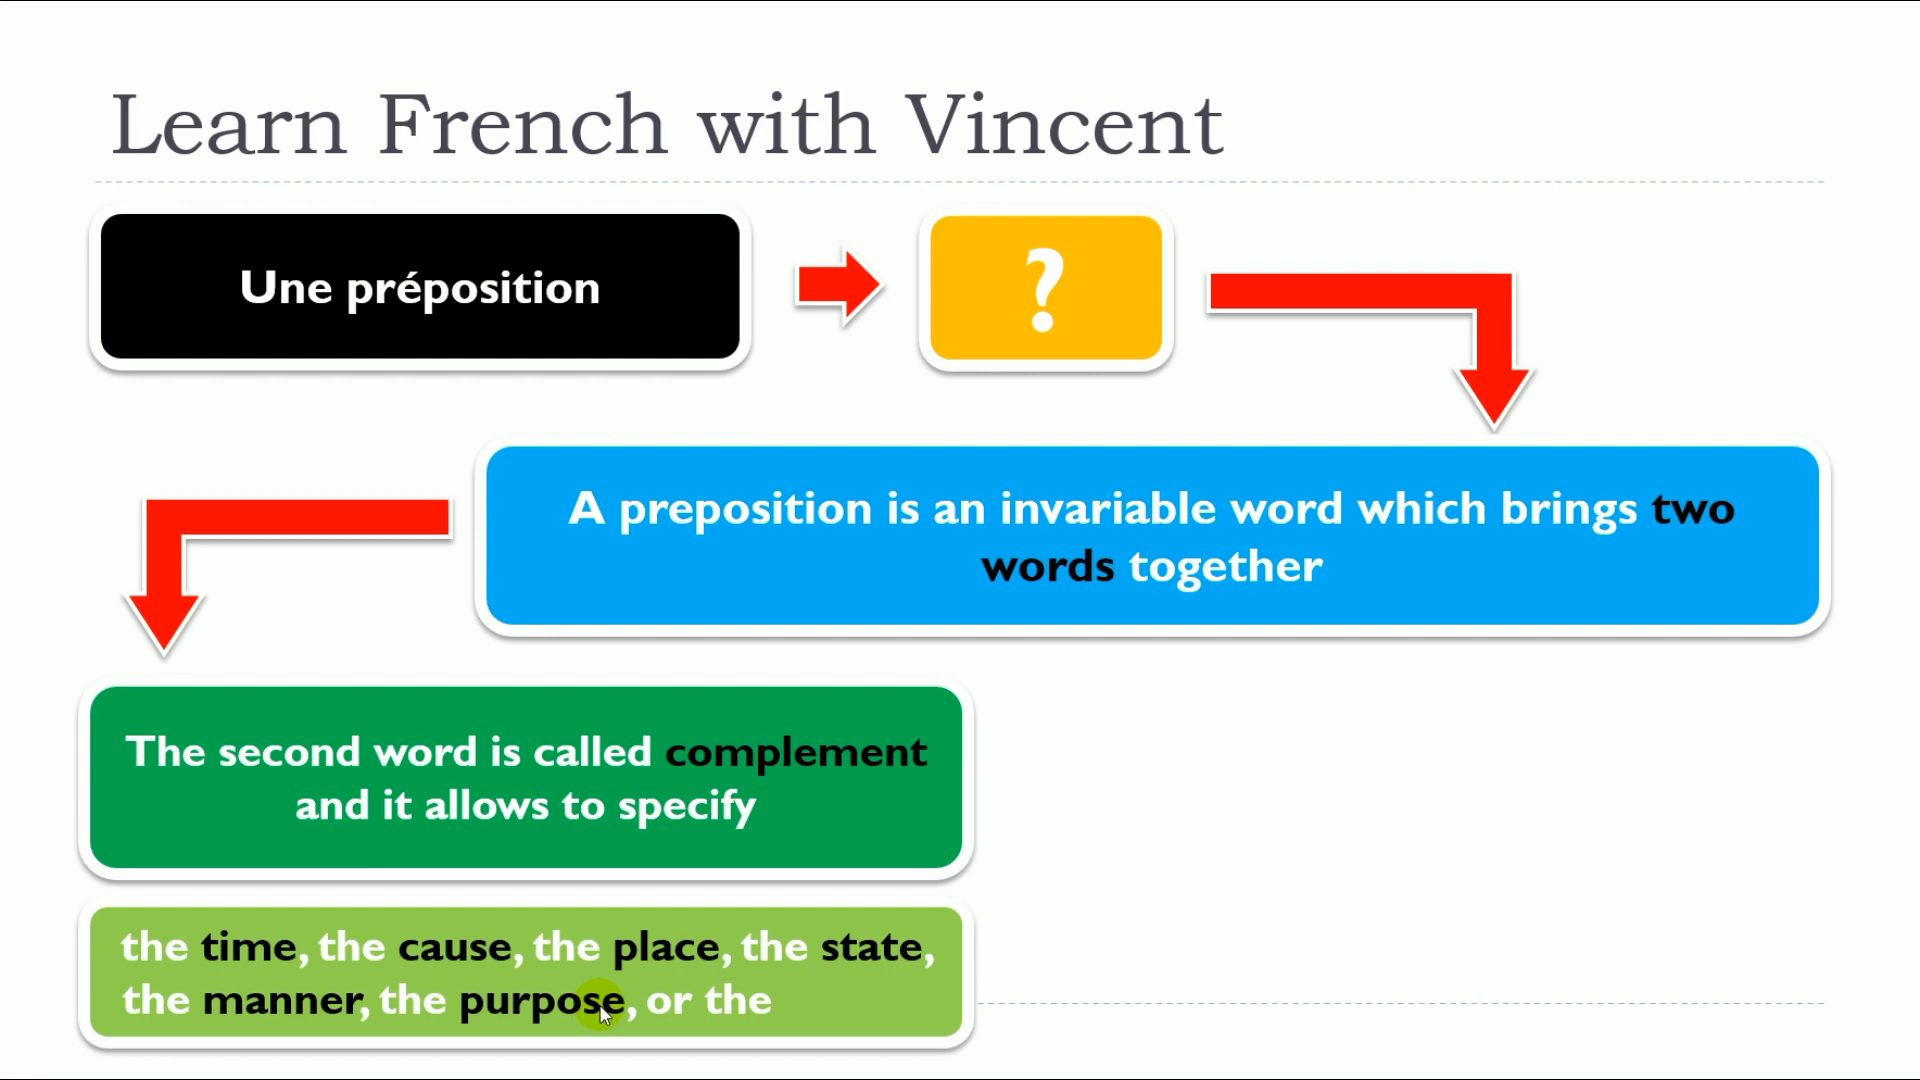 Learn French with Vincent
Une préposition
?
A preposition is an invariable word which brings two
words together
The second word is called complement
and it allows to specify
the time, the cause, the place, the state,
the manner, the purpose, or the